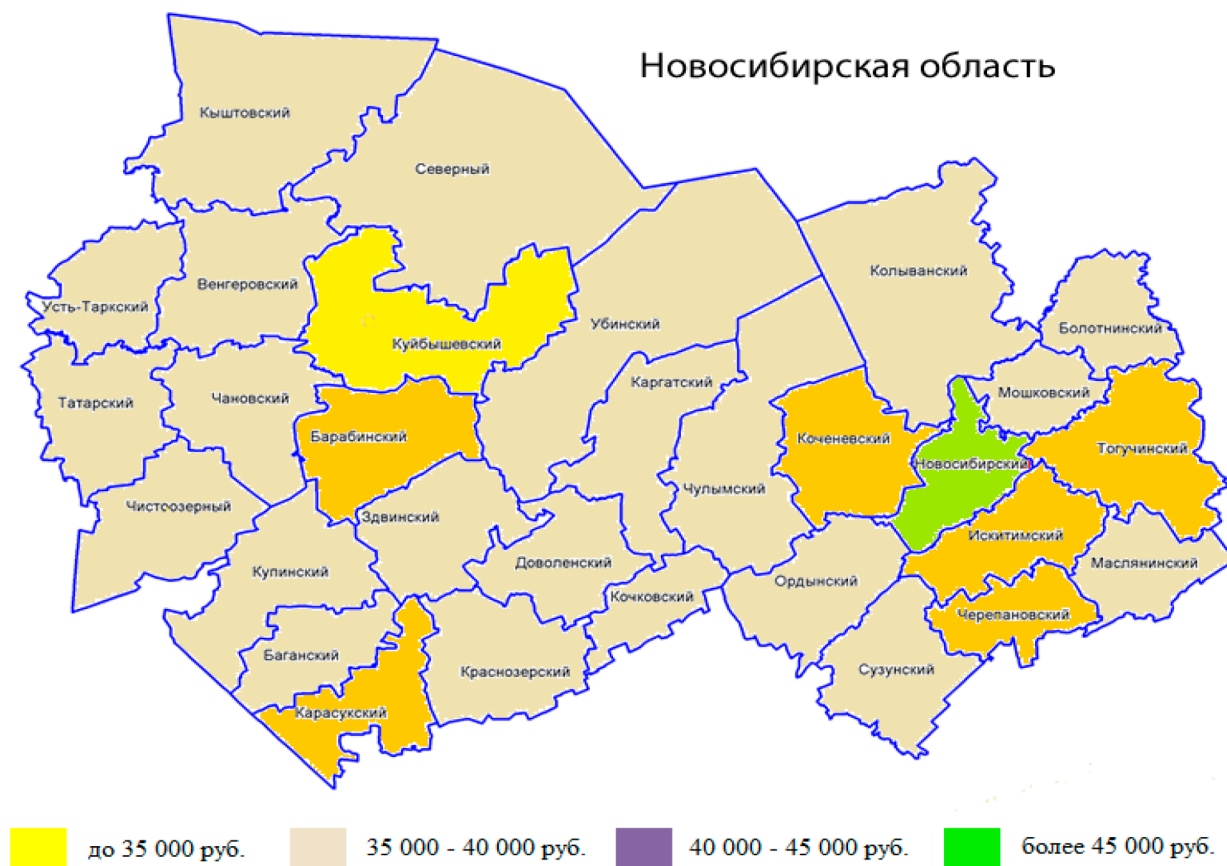 Новосибирская область
Кыштовский
Северный
Колыванский
Венгеровский
Усть-Таркский
Убинский
Болотнинский
Куйбышевский
Каргатский
Мошковский
Чановский
Татарский
Барабинский
Коченевский
Тогучинский
Новосибирский
Чулымский
Чистоозерный
Здвинский
Искитимский
Доволенский
Маслянинский
Купинский
Ордынский
Кочковский
Черепановский
Баганский
Краснозерский
Сузунский
Карасукский
до 35 000 руб.
35 000 - 40 000 руб.
40 000 - 45 000 руб.
более 45 000 руб.